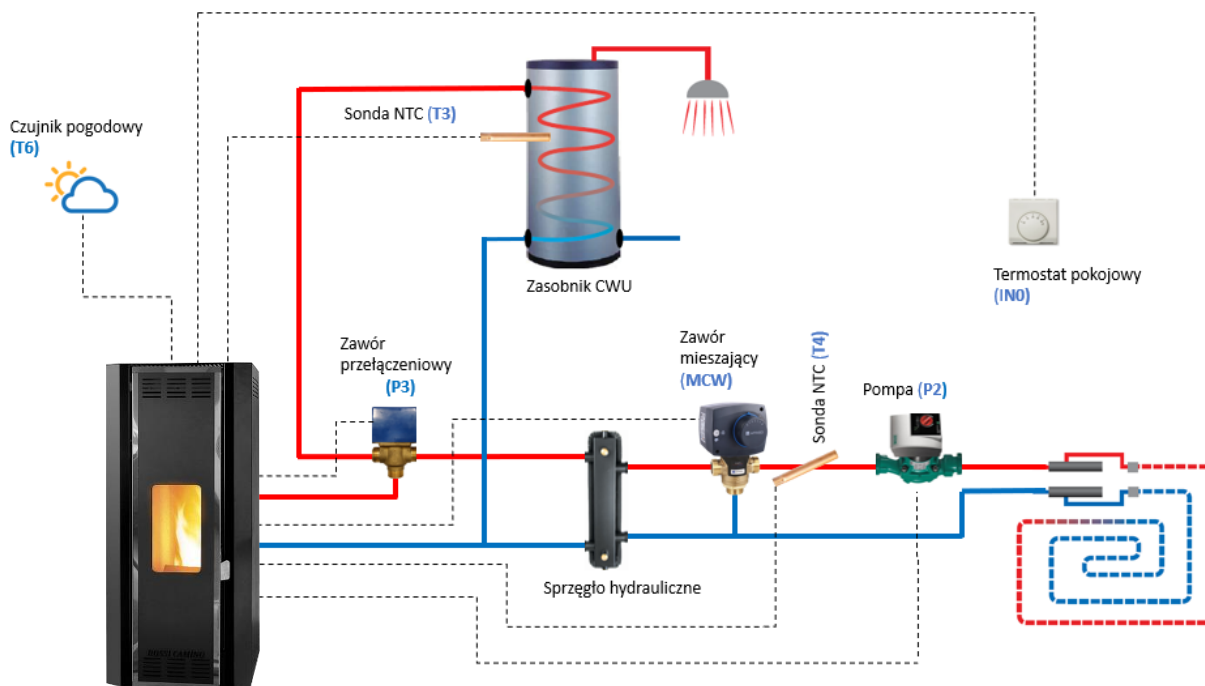 Czujnik pogodowy
(T6)
Sonda NTC (T3)
Zasobnik CWU
Termostat pokojowy
(IN0)
Zawór
przełączeniowy
(P3)
Zawór
mieszający
(MCW)
Sonda NTC (T4)
Pompa (P2)
Sprzęgło hydrauliczne